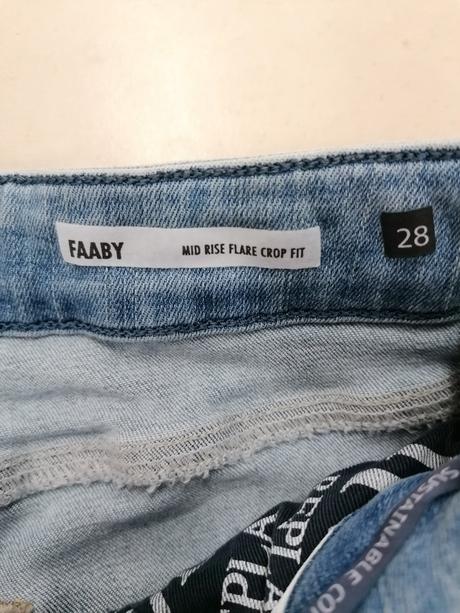 FAABY MID RISE FLARE CROP FIT
28
SUSTAINABLE CO